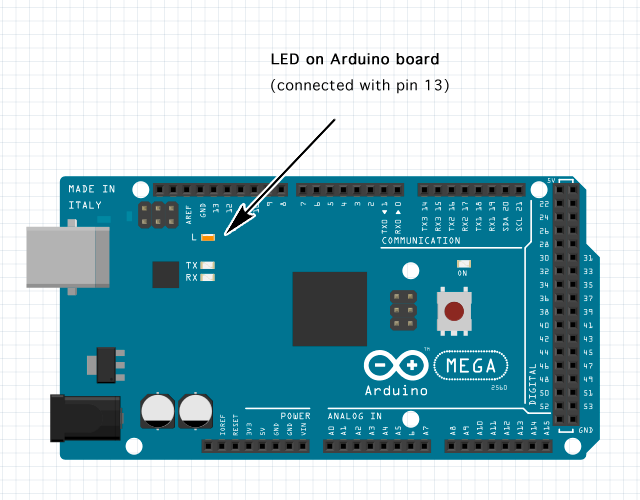 LED on Arduino board
(connected with pin 13)
MADE IN
ITALY
AREF
GND
13
12
9
8
7
6
5
4
3
2
TX0 ◀ 1
RX0 ▶ 0
TX3 14
RX3 15
TX2 16
RX2 17
TX1 18
RX1 19
SDA 20
SCL 21
COMMUNICATION
5V
22
24
26
28
30 31
32 33
34 35
36 37
38 39
40 41
42 43
44 45
46 47
48 49
50 51
52 53
GND
DIGITAL
L
TX
RX
ON
Arduino
TM
MEGA
2560
POWER
ANALOG IN
IOREF
RESET
3V3
5V
GND
GND
VIN
A0
A1
A2
A3
A4
A5
A7
A8
A9
A10
A11
A12
A13
A14
A15